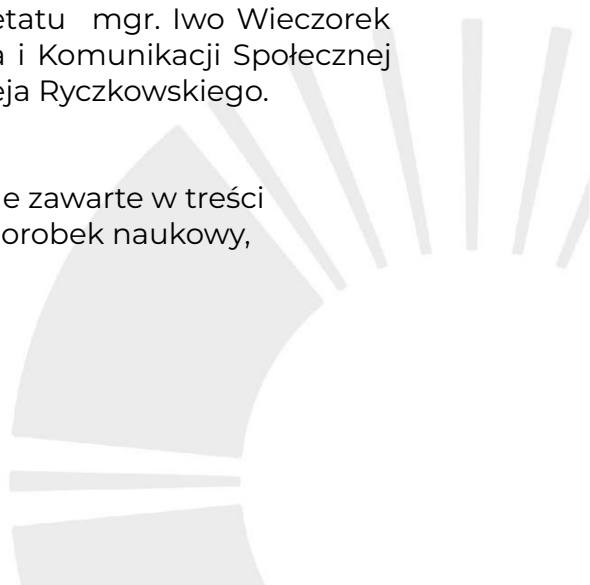 etatu mgr. Iwo Wieczorek
a i Komunikacji Społecznej
eja Ryczkowskiego.
e zawarte w treści
orobek naukowy,